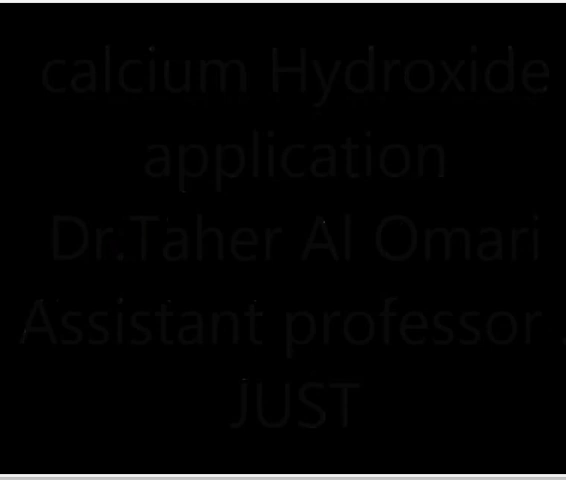 calcium Hydroxide
application
Dr.Taher Al Omari
Assistant professor
JUST